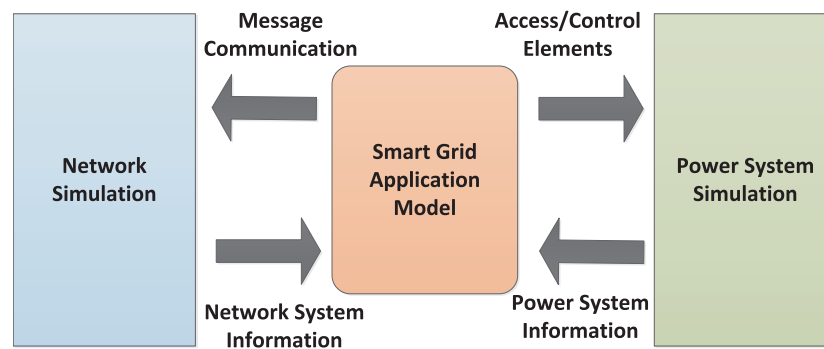 Message
Communication
Access/Control
Elements
Network
Simulation
Smart Grid
Application
Model
Power System
Simulation
Network System
Information
Power System
Information